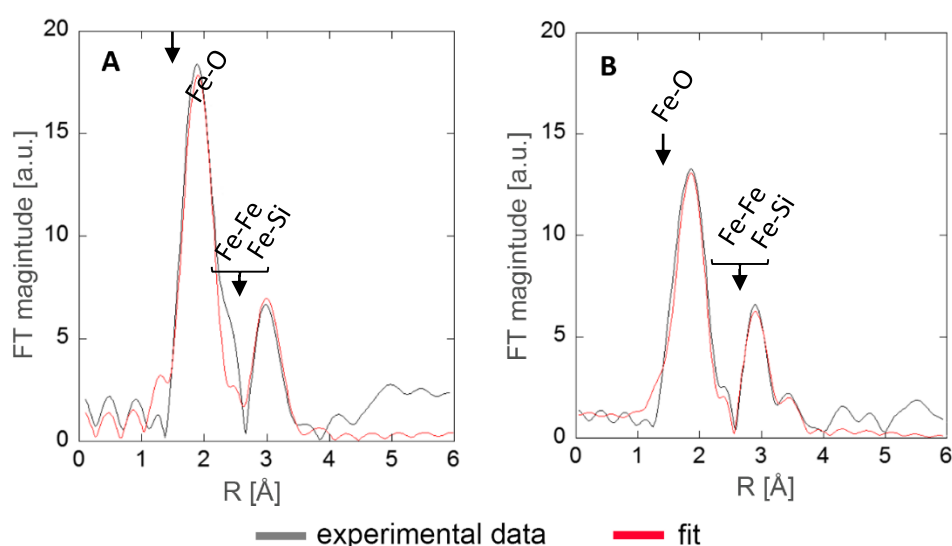 A
20
15
10
5
0
FT magintude [a.u.]
Fe-O
Fe-Fe
Fe-Si
0 1 2 3 4 5 6
R [Å]
B
20
15
10
5
0
FT magintude [a.u.]
Fe-O
Fe-Fe
Fe-Si
0 1 2 3 4 5 6
R [Å]
experimental data fit